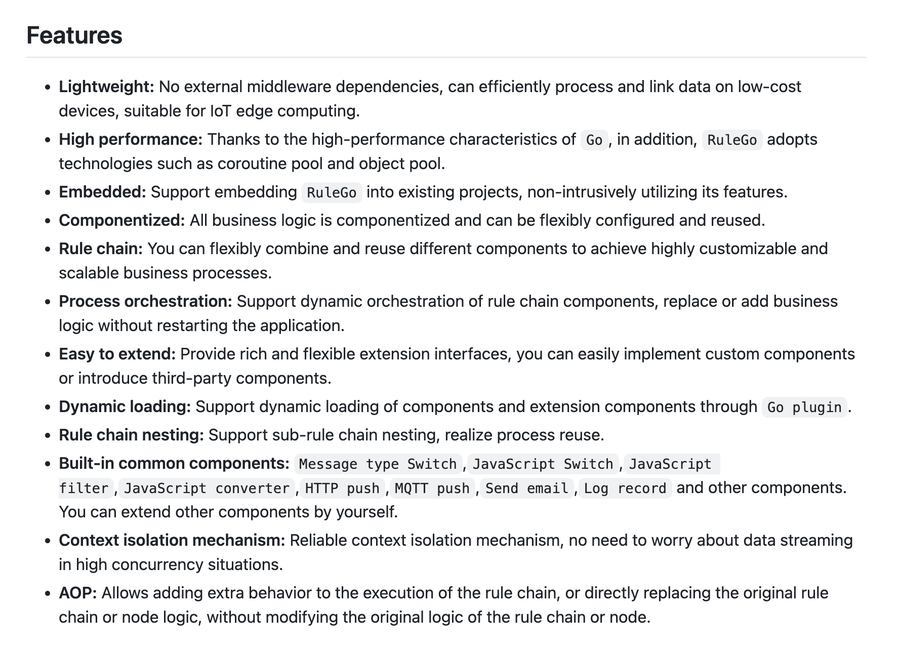 Features
• Lightweight: No external middleware dependencies, can efficiently process and link data on low-cost
devices, suitable for IoT edge computing.
• High performance: Thanks to the high-performance characteristics of Go , in addition, RuleGo adopts
technologies such as coroutine pool and object pool.
• Embedded: Support embedding RuleGo into existing projects, non-intrusively utilizing its features.
• Componentized: All business logic is componentized and can be flexibly configured and reused.
• Rule chain: You can flexibly combine and reuse different components to achieve highly customizable and
scalable business processes.
• Process orchestration: Support dynamic orchestration of rule chain components, replace or add business
logic without restarting the application.
• Easy to extend: Provide rich and flexible extension interfaces, you can easily implement custom components
or introduce third-party components.
• Dynamic loading: Support dynamic loading of components and extension components through Go plugin .
• Rule chain nesting: Support sub-rule chain nesting, realize process reuse.
• Built-in common components: Message type Switch , JavaScript Switch , JavaScript
filter , JavaScript converter , HTTP push , MQTT push , Send email , Log record and other components.
You can extend other components by yourself.
• Context isolation mechanism: Reliable context isolation mechanism, no need to worry about data streaming
in high concurrency situations.
• AOP: Allows adding extra behavior to the execution of the rule chain, or directly replacing the original rule
chain or node logic, without modifying the original logic of the rule chain or node.